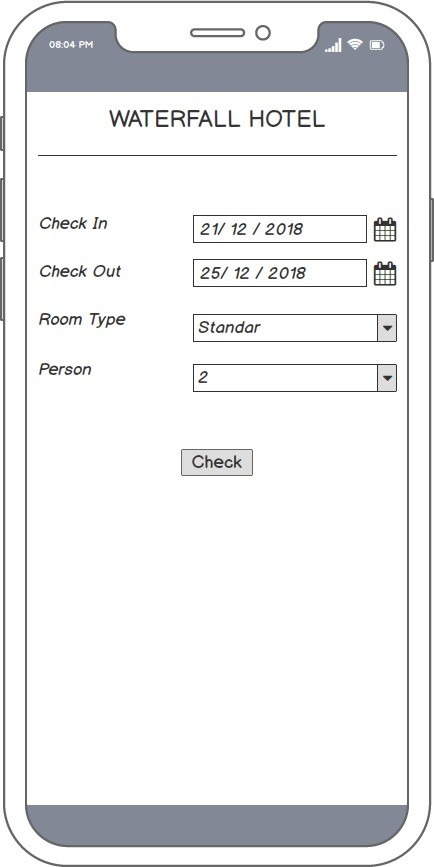 08:04 PM
WATERFALL HOTEL
Check In 21/ 12 / 2018
Check Out 25/ 12 / 2018
Room Type Standar
Person 2
Check